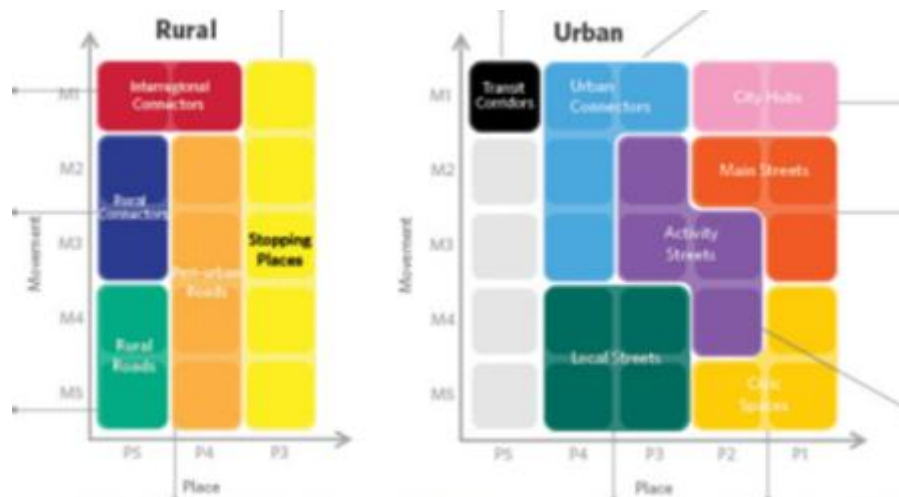 Rural
M1
M2
M3
M4
M5
Movement
Interregional
Connectors
Rural
Connectors
Peri-urban
Roads
Stopping
Places
Rural
Roads
P5
P4
P3
Place
Urban
M1
M2
M3
M4
M5
Movement
Transit
Corridors
Urban
Connectors
City Hubs
Main Streets
Activity
Streets
Local Streets
Civic
Spaces
P5
P4
P3
P2
P1
Place